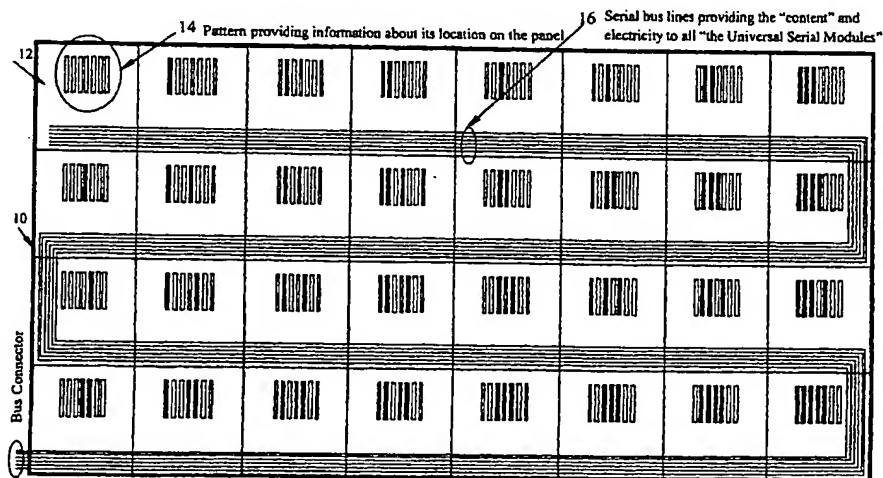 14 Pattern providing information about its location on the panel
16 Serial bus lines providing the "content" and
electricity to all "the Universal Serial Modules"
12
10
Bus Connector